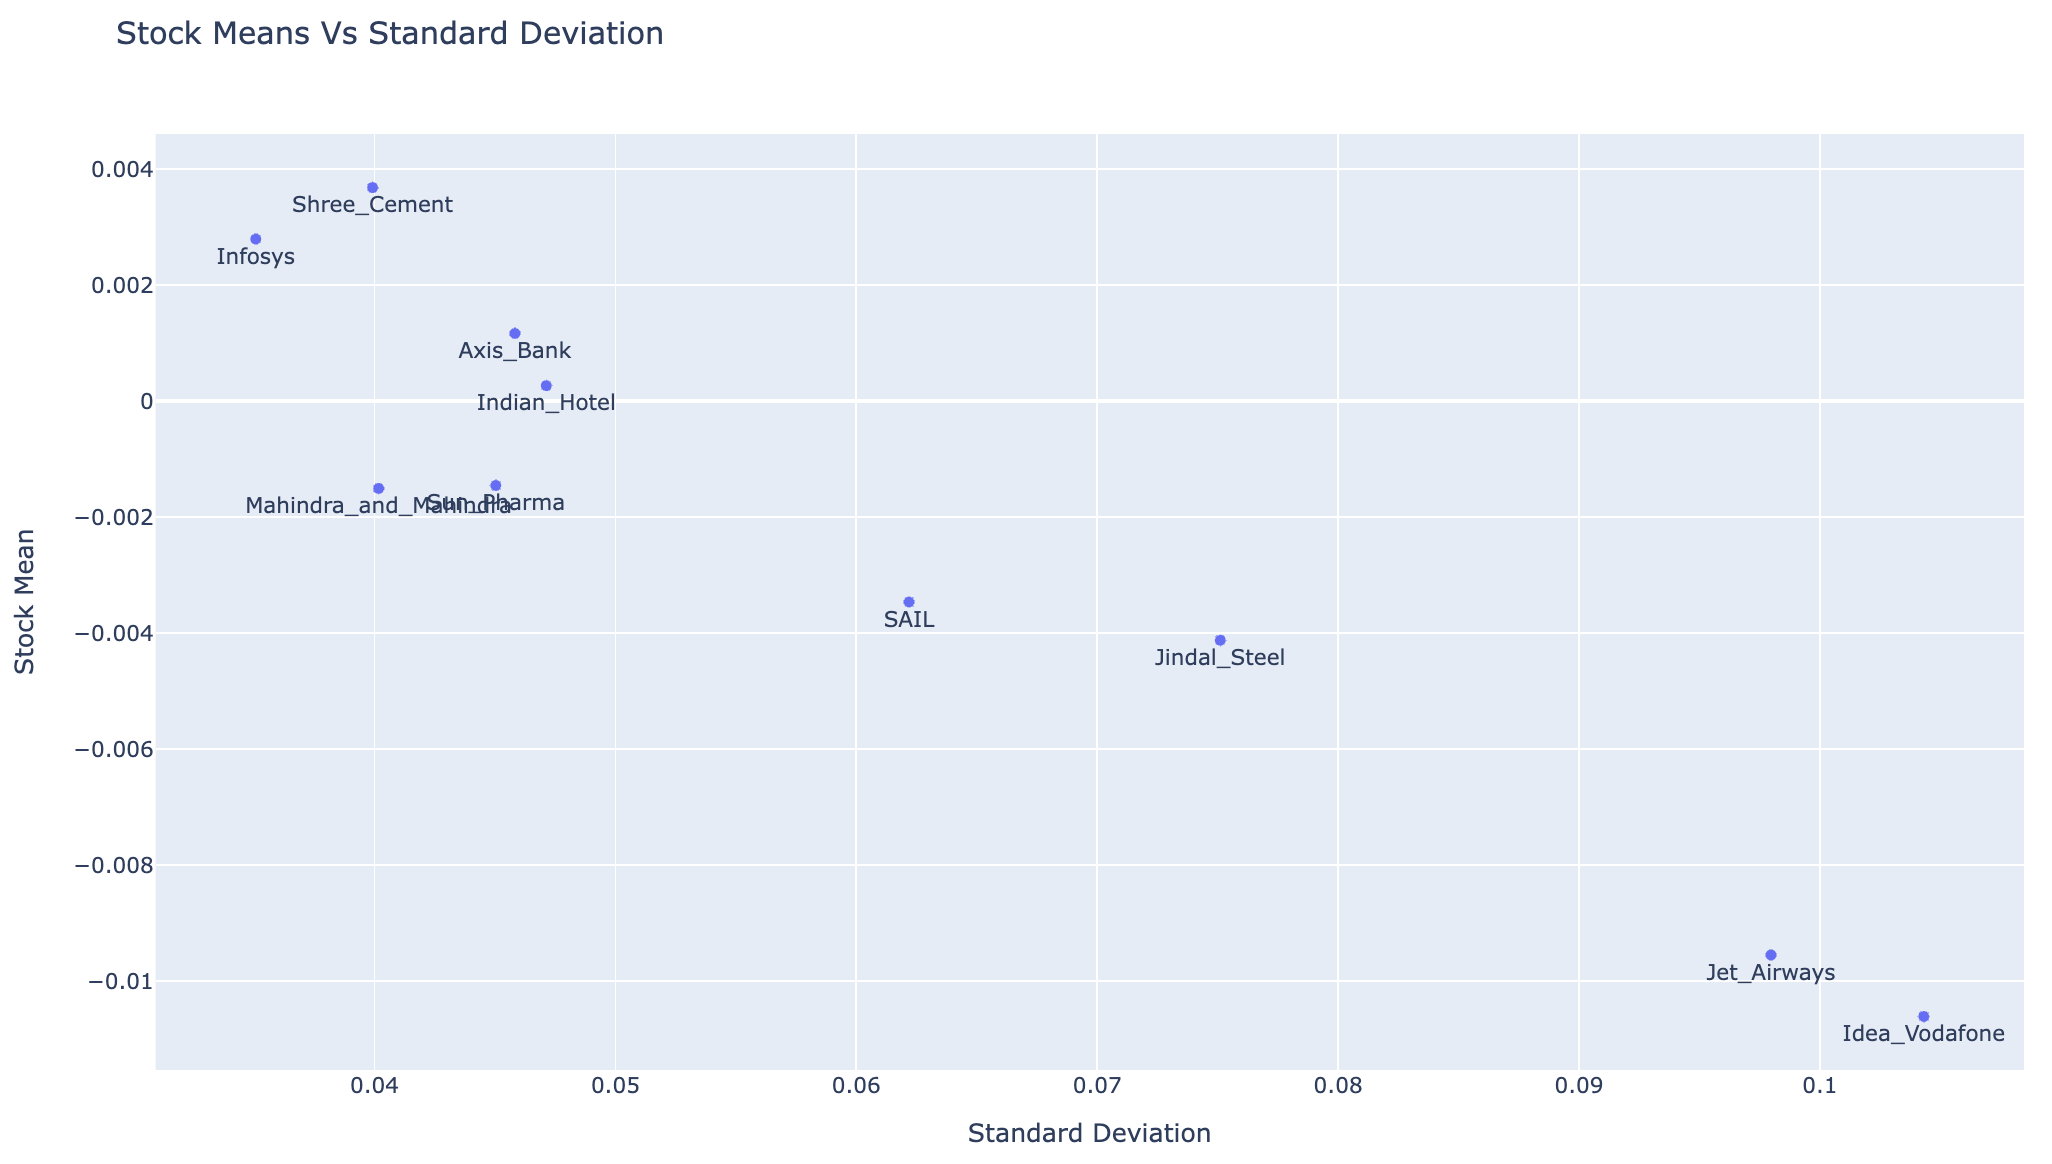 Stock Means Vs Standard Deviation
Stock Mean
0.004
0.002
0
−0.002
−0.004
−0.006
−0.008
−0.01
Shree_Cement
Infosys
Axis_Bank
Indian_Hotel
Mahindra_and_Mahindra
Sun_Pharma
SAIL
Jindal_Steel
Jet_Airways
Idea_Vodafone
0.04 0.05 0.06 0.07 0.08 0.09 0.1
Standard Deviation